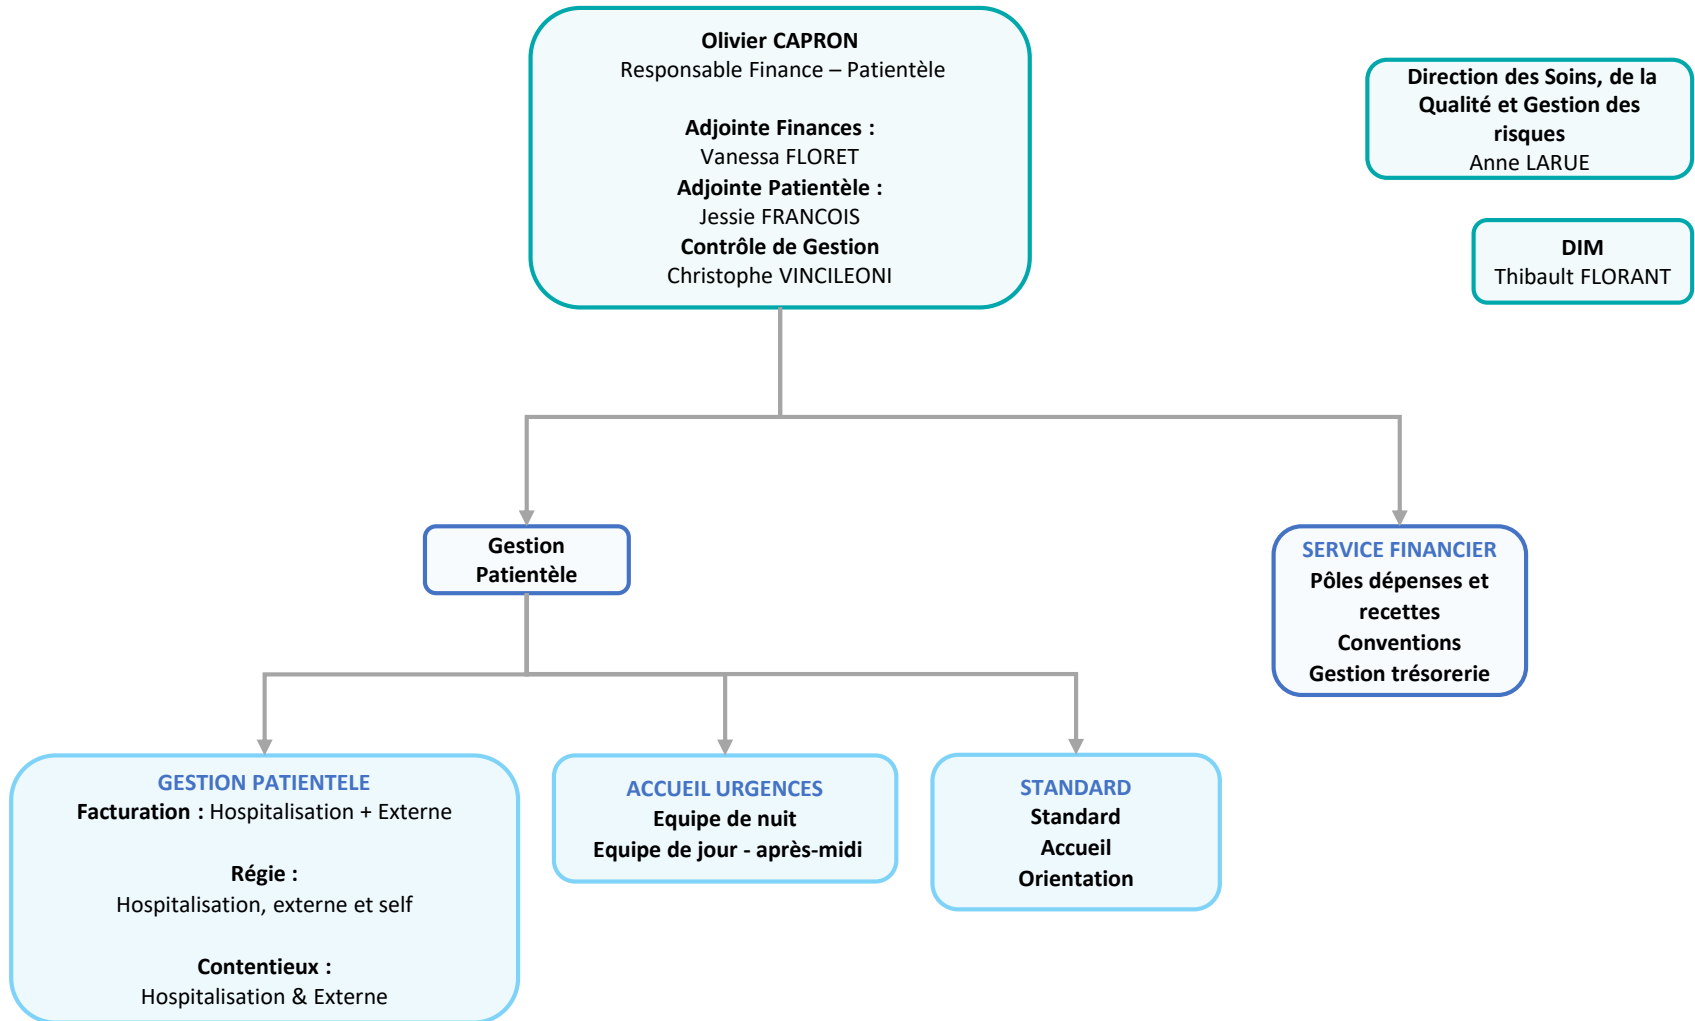 Olivier CAPRON
Responsable Finance – Patientèle
Adjointe Finances :
Vanessa FLORET
Adjointe Patientèle :
Jessie FRANCOIS
Contrôle de Gestion
Christophe VINCILEONI
Direction des Soins, de la
Qualité et Gestion des
risques
Anne LARUE
DIM
Thibault FLORANT
Gestion
Patientèle
SERVICE FINANCIER
Pôles dépenses et
recettes
Conventions
Gestion trésorerie
GESTION PATIENTELE
Facturation : Hospitalisation + Externe
Régie :
Hospitalisation, externe et self
Contentieux :
Hospitalisation & Externe
ACCUEIL URGENCES
Equipe de nuit
Equipe de jour - après-midi
STANDARD
Standard
Accueil
Orientation